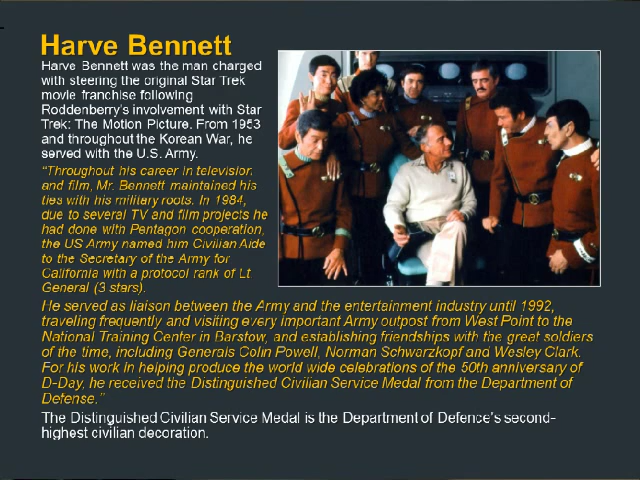 Harve Bennett
Harve Bennett was the man charged
with steering the original Star Trek
movie franchise following
Roddenberry's involvement with Star
Trek: The Motion Picture. From 1953
and throughout the Korean War, he
served with the U.S. Army.
"Throughout his career in television
and film, Mr. Bennett maintained his
ties with his military roots. In 1984,
due to several TV and film projects he
had done with Pentagon cooperation,
the US Army named him Civilian Aide
to the Secretary of the Army for
California with a protocol rank of Lt
General (3 stars).
He served as liaison between the Army and the entertainment industry until 1992,
traveling frequently and visiting every important Army outpost from West Point to the
National Training Center in Barstow, and establishing friendships with the great soldiers
of the time, including Generals Colin Powell, Norman Schwarzkopf and Wesley Clark.
For his work in helping produce the world wide celebrations of the 50th anniversary of
D-Day, he received the Distinguished Civilian Service Medal from the Department of
Defense."
The Distinguished Civilian Service Medal is the Department of Defence's second-
highest civilian decoration.